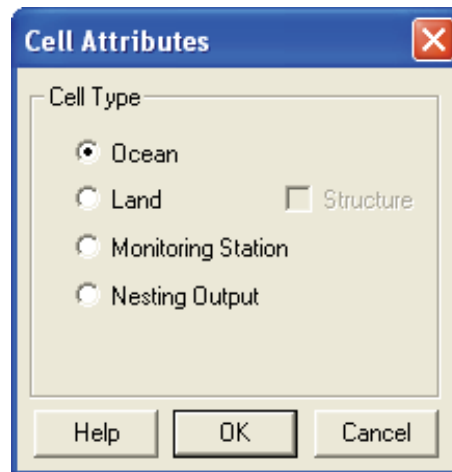 Cell Attributes
Cell Type
Ocean
Land Structure
Monitoring Station
Nesting Output
Help OK Cancel